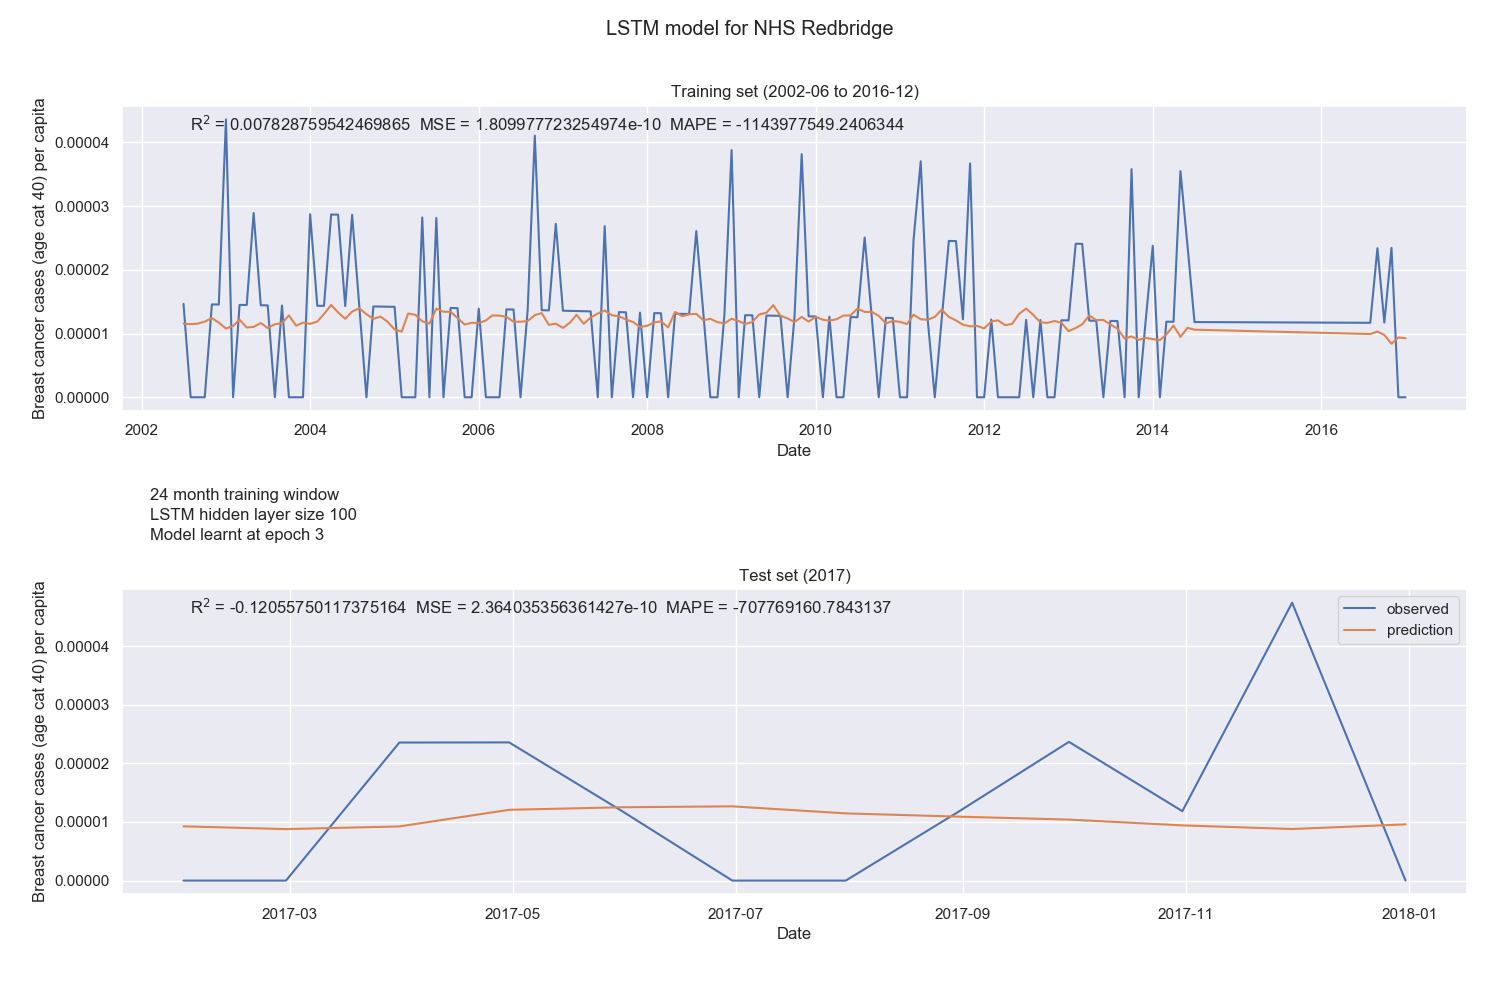 LSTM model for NHS Redbridge
Training set (2002-06 to 2016-12)
R² = 0.007828759542469865 MSE = 1.809977723254974e-10 MAPE = -1143977549.2406344
Breast cancer cases (age cat 40) per capita
0.00004
0.00003
0.00002
0.00001
0.00000
2002 2004 2006 2008 2010 2012 2014 2016
Date
24 month training window
LSTM hidden layer size 100
Model learnt at epoch 3
Test set (2017)
R² = -0.12055750117375164 MSE = 2.364035356361427e-10 MAPE = -707769160.7843137
observed
prediction
Breast cancer cases (age cat 40) per capita
0.00004
0.00003
0.00002
0.00001
0.00000
2017-03 2017-05 2017-07 2017-09 2017-11 2018-01
Date